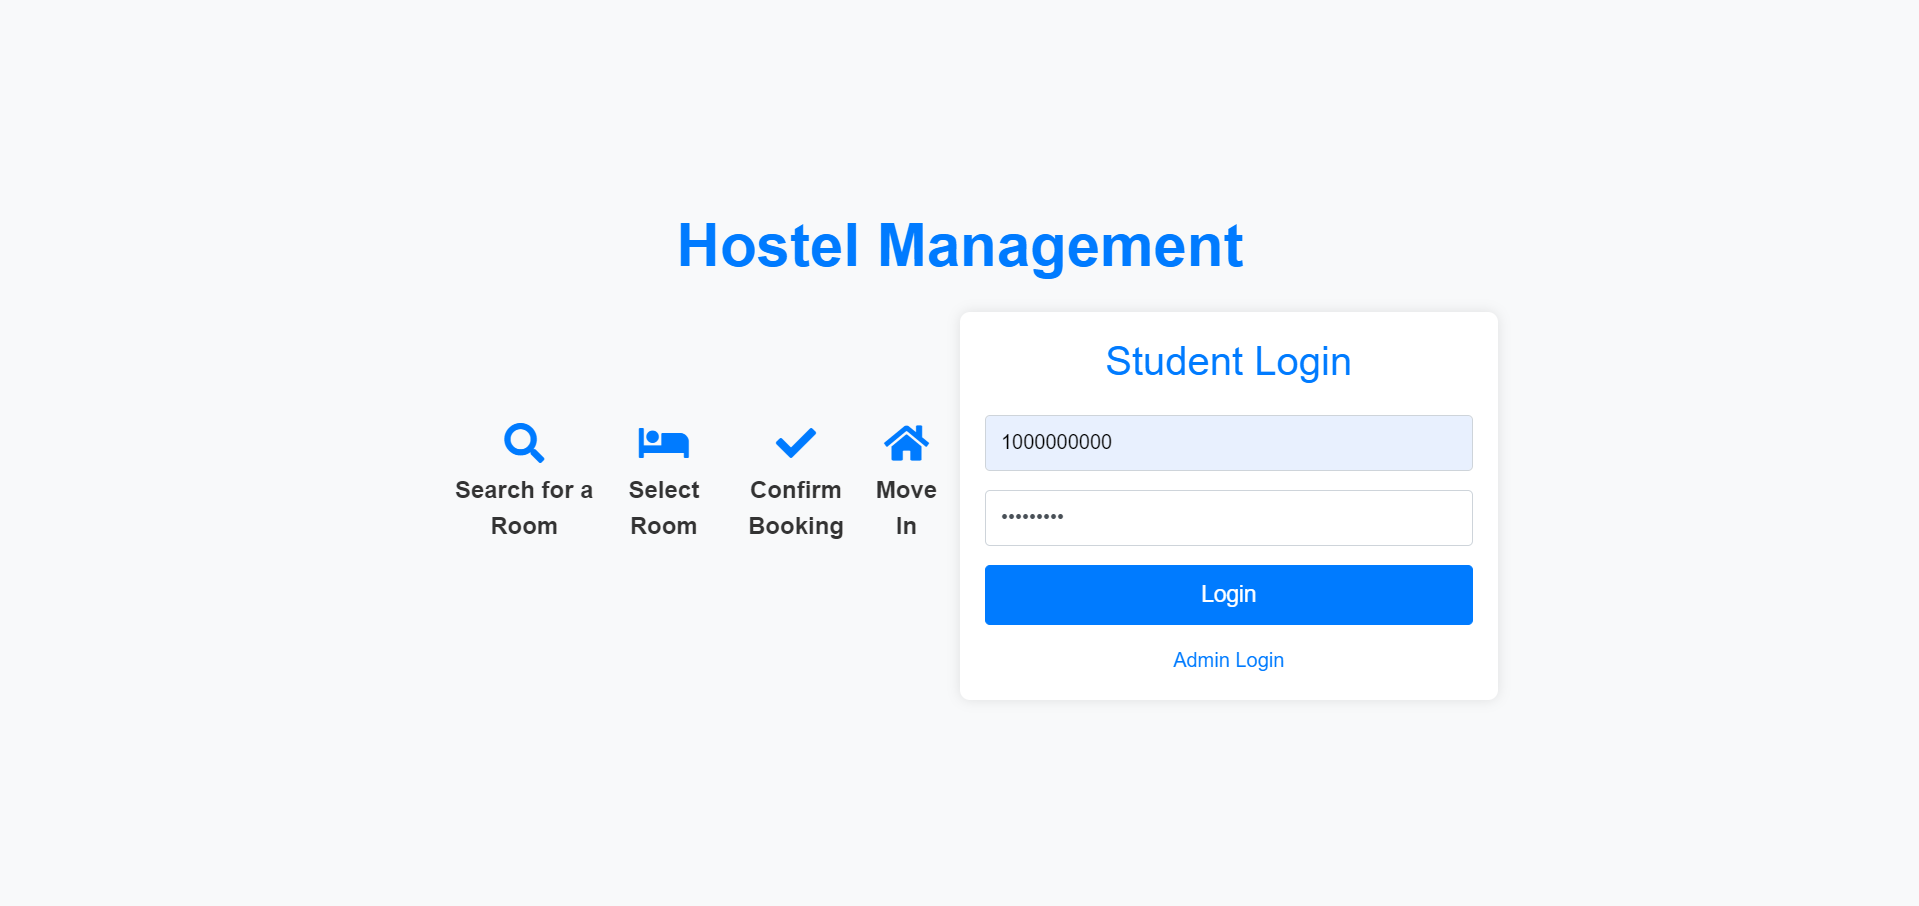 Hostel Management
Search for a
Room
Select
Room
Confirm
Booking
Move
In
Student Login
1000000000
•••••••••
Login
Admin Login